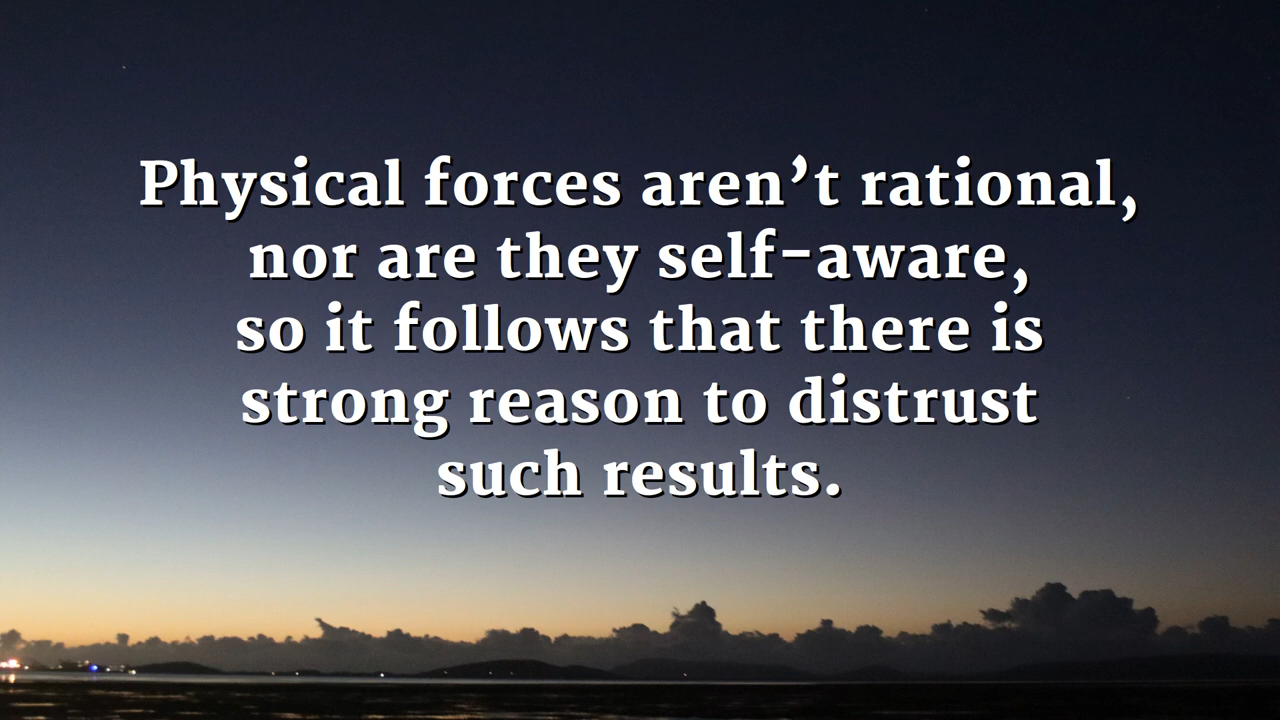 Physical forces aren’t rational,
nor are they self-aware,
so it follows that there is
strong reason to distrust
such results.